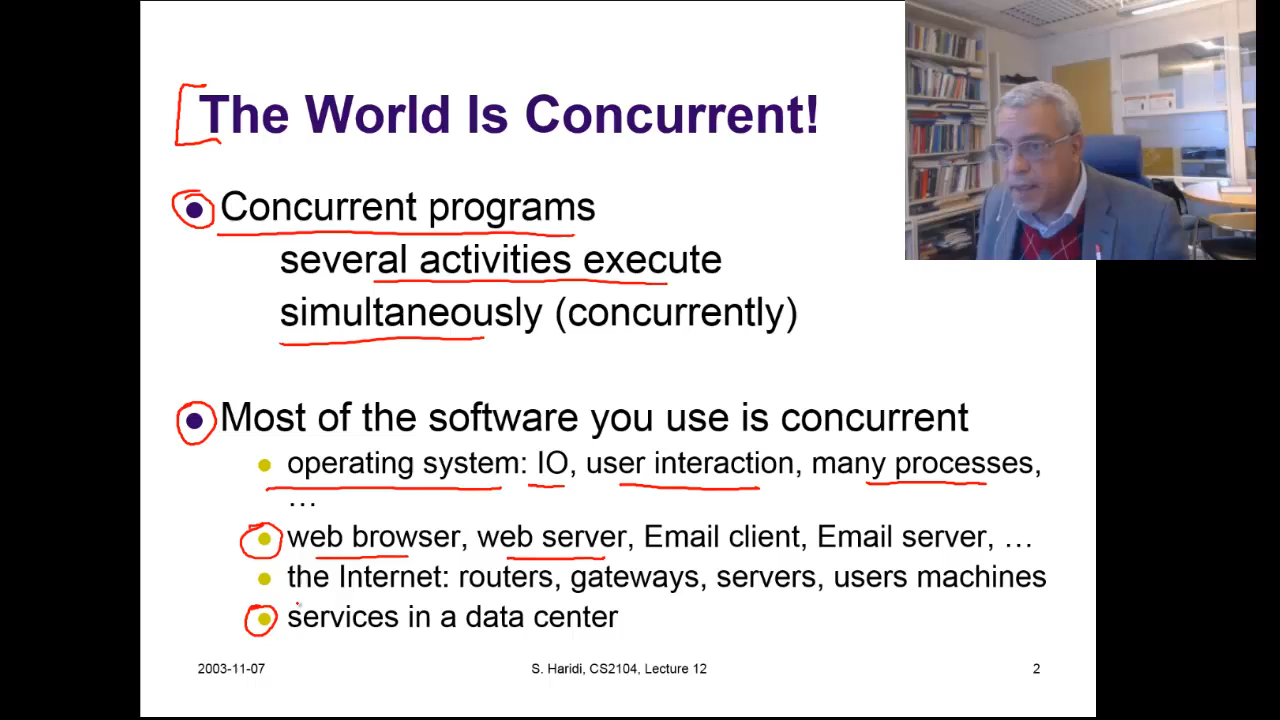 The World Is Concurrent!
Concurrent programs
several activities execute
simultaneously (concurrently)
Most of the software you use is concurrent
operating system: IO, user interaction, many processes,
…
web browser, web server, Email client, Email server, …
the Internet: routers, gateways, servers, users machines
services in a data center
2003-11-07
S. Haridi, CS2104, Lecture 12
2